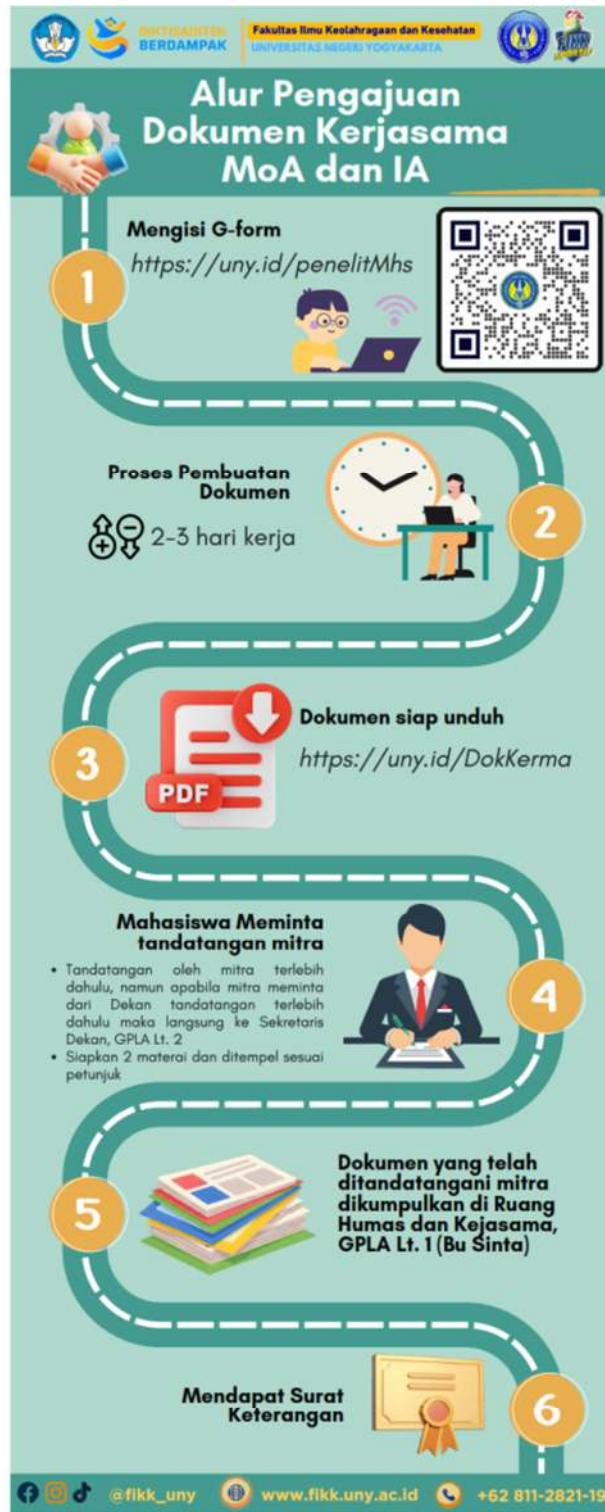 DIKTISAINTEK
BERDAMPAK
Fakultas Ilmu Keolahragaan dan Kesehatan
UNIVERSITAS NEGERI YOGYAKARTA
Alur Pengajuan
Dokumen Kerjasama
MoA dan IA
1
Mengisi G-form
https://uny.id/penelitMhs
Proses Pembuatan
Dokumen
2-3 hari kerja
2
3
PDF
Dokumen siap unduh
https://uny.id/DokKerma
Mahasiswa Meminta
tandatangan mitra
• Tandatangan oleh mitra terlebih
dahulu, namun apabila mitra meminta
dari Dekan tandatangan terlebih
dahulu maka langsung ke Sekretaris
Dekan, GPLA Lt. 2
• Siapkan 2 materai dan ditempel sesuai
petunjuk
4
5
Dokumen yang telah
ditandatangani mitra
dikumpulkan di Ruang
Humas dan Kejasama,
GPLA Lt. 1 (Bu Sinta)
Mendapat Surat
Keterangan
6
@fikk_uny
www.fikk.uny.ac.id
+62 811-2821-19